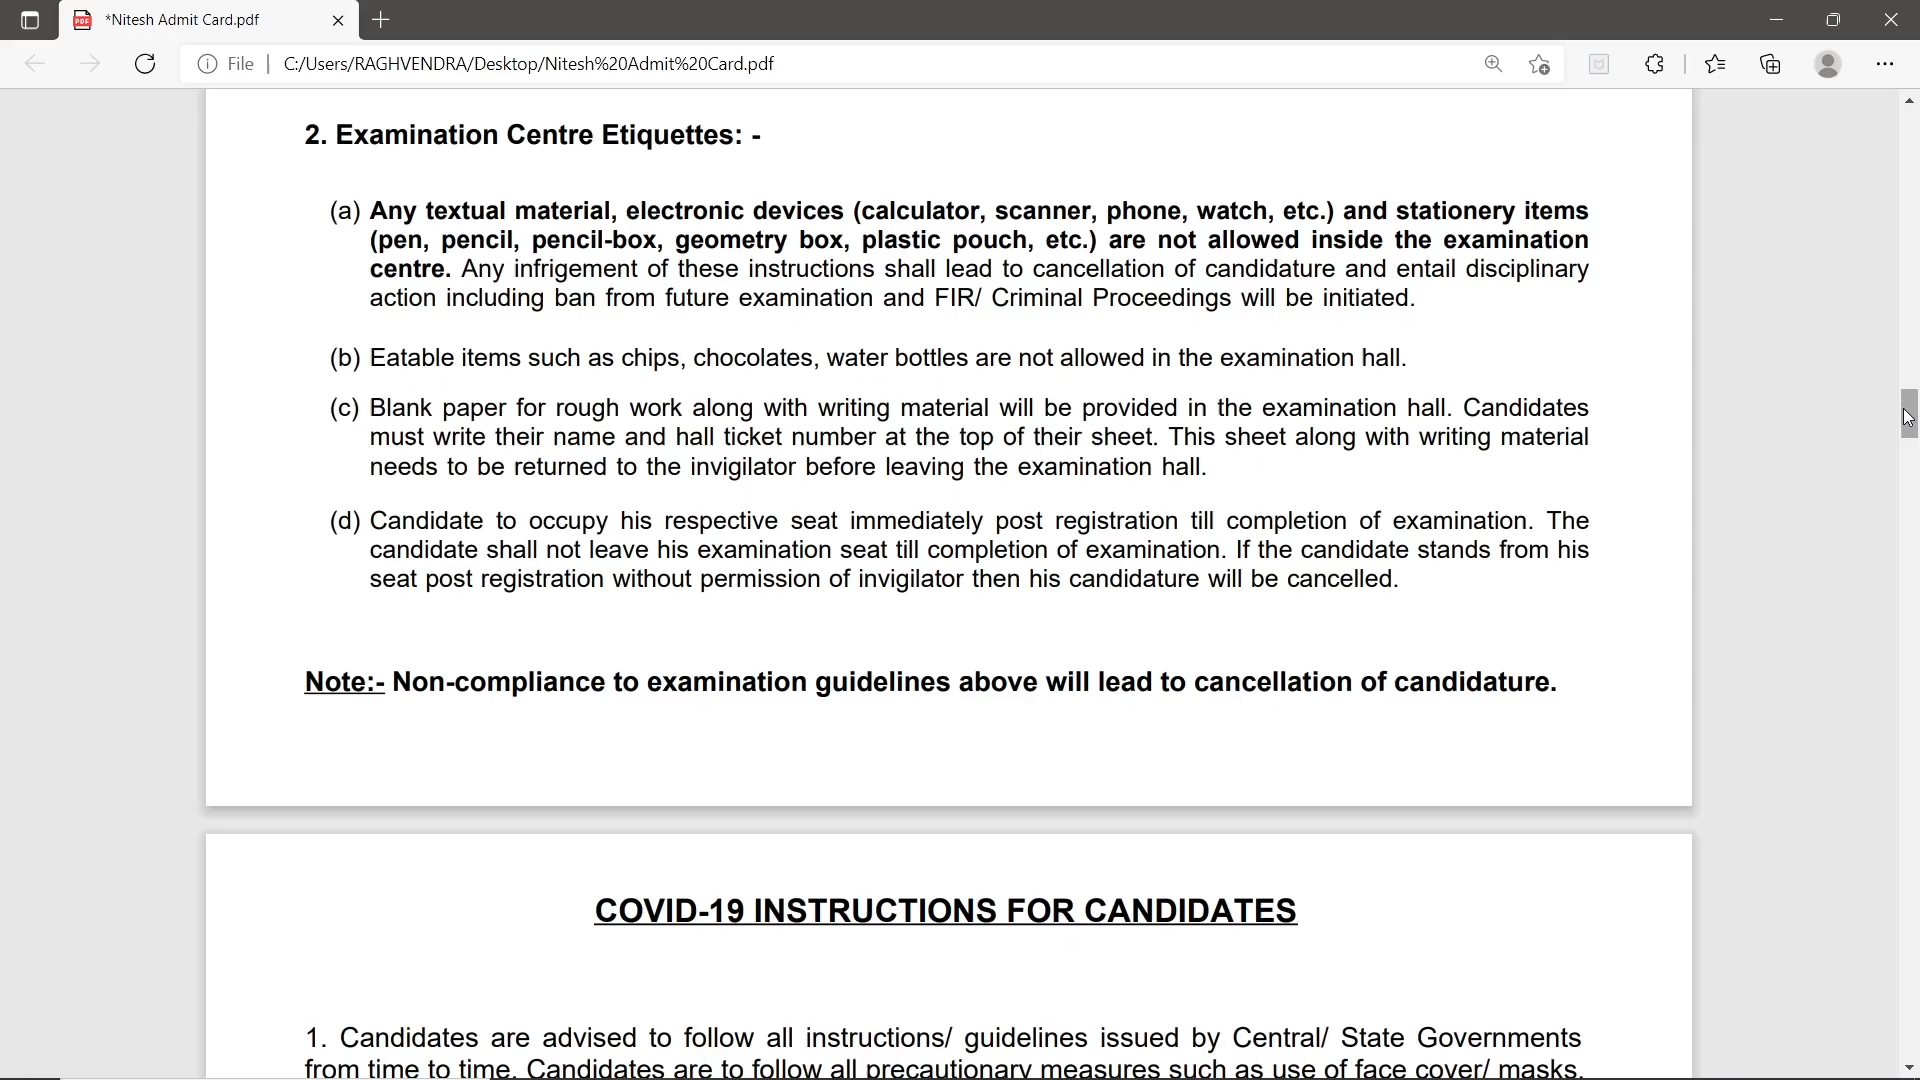 *Nitesh Admit Card.pdf
File
C:/Users/RAGHVENDRA/Desktop/Nitesh%20Admit%20Card.pdf
2. Examination Centre Etiquettes: -
(a) Any textual material, electronic devices (calculator, scanner, phone, watch, etc.) and stationery items
(pen, pencil, pencil-box, geometry box, plastic pouch, etc.) are not allowed inside the examination
centre. Any infrigement of these instructions shall lead to cancellation of candidature and entail disciplinary
action including ban from future examination and FIR/ Criminal Proceedings will be initiated.
(b) Eatable items such as chips, chocolates, water bottles are not allowed in the examination hall.
(c) Blank paper for rough work along with writing material will be provided in the examination hall. Candidates
must write their name and hall ticket number at the top of their sheet. This sheet along with writing material
needs to be returned to the invigilator before leaving the examination hall.
(d) Candidate to occupy his respective seat immediately post registration till completion of examination. The
candidate shall not leave his examination seat till completion of examination. If the candidate stands from his
seat post registration without permission of invigilator then his candidature will be cancelled.
Note:- Non-compliance to examination guidelines above will lead to cancellation of candidature.
COVID-19 INSTRUCTIONS FOR CANDIDATES
1. Candidates are advised to follow all instructions/ guidelines issued by Central/ State Governments
from time to time. Candidates are to follow all precautionary measures such as use of face cover/ masks,